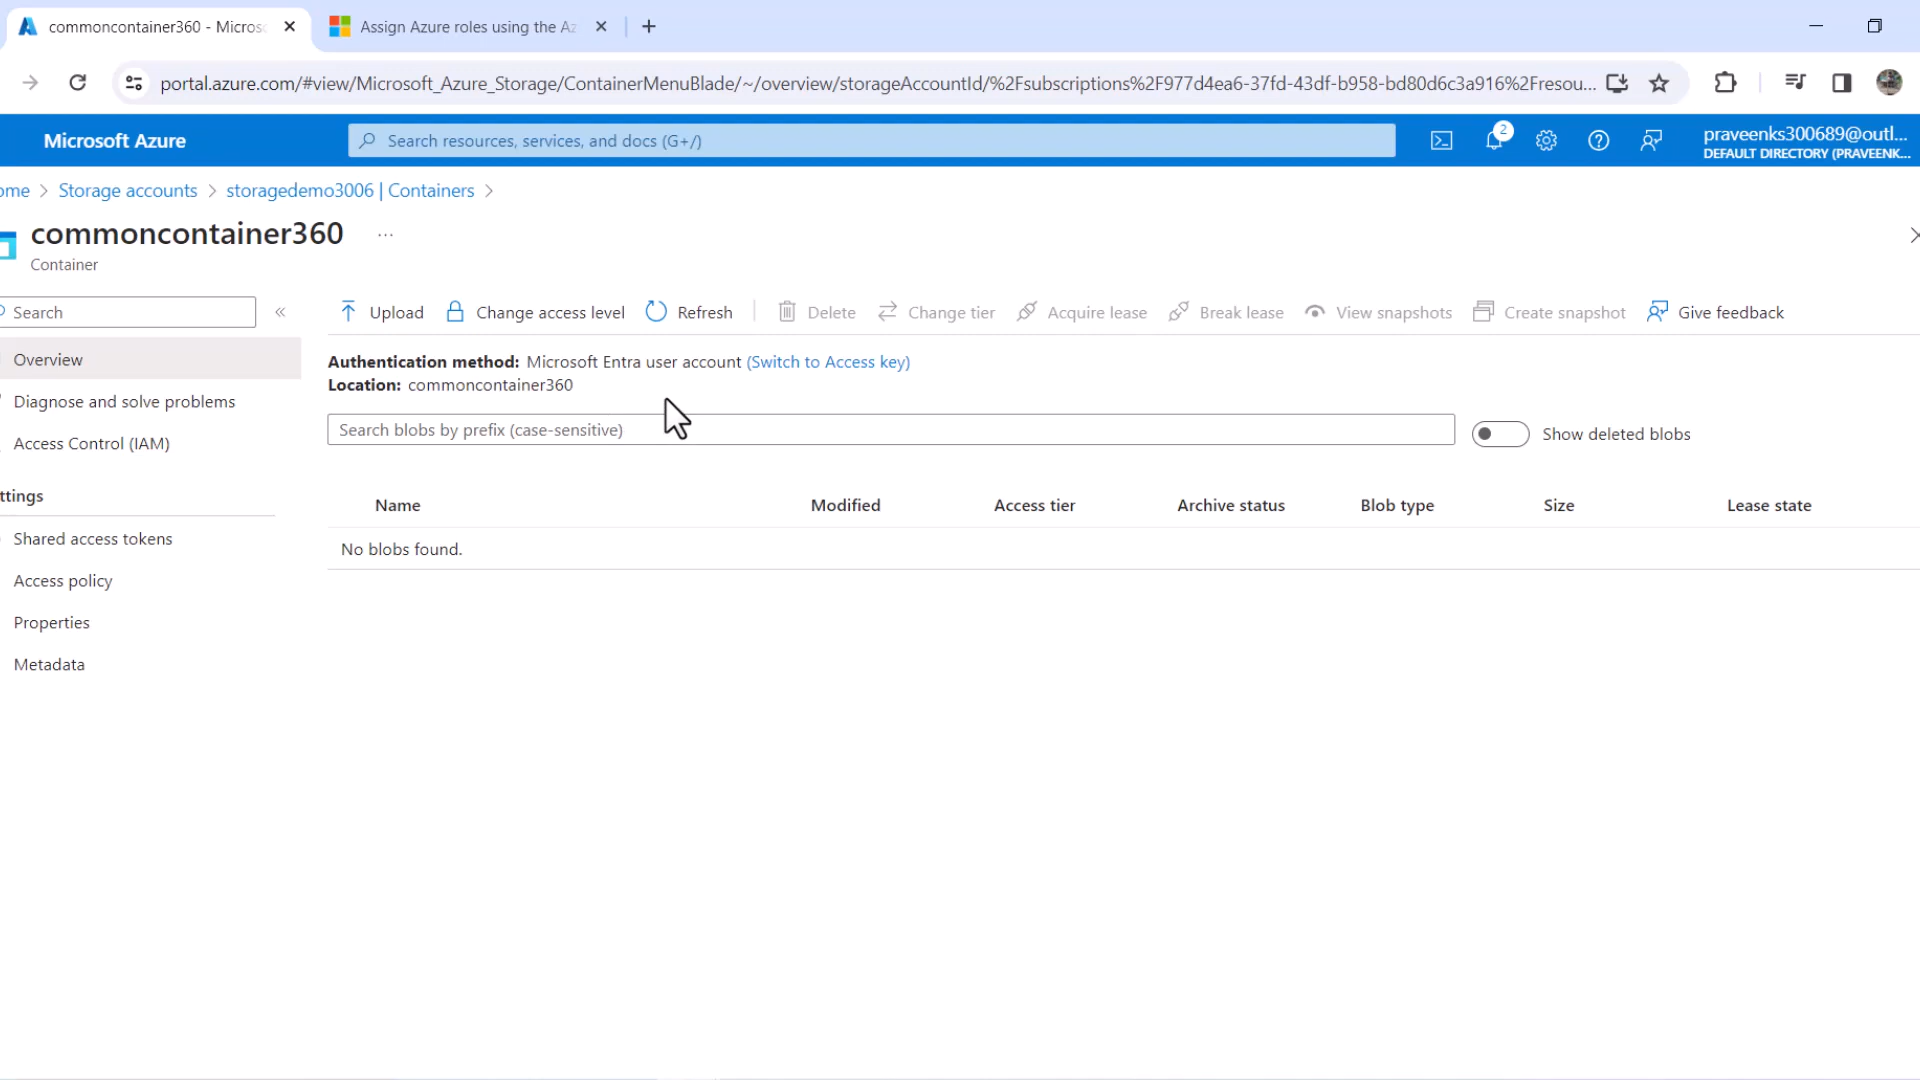 commoncontainer360 - Micros
Assign Azure roles using the Az
portal.azure.com/#view/Microsoft_Azure_Storage/ContainerMenuBlade/~/overview/storageAccountId/%2Fsubscriptions%2F977d4ea6-37fd-43df-b958-bd80d6c3a916%2Fresou...
Microsoft Azure
Search resources, services, and docs (G+/)
2
praveenks300689@outl...
DEFAULT DIRECTORY (PRAVEENK...
ome > Storage accounts > storagedemo3006 | Containers >
commoncontainer360 ...
Container
Search «
Upload Change access level Refresh Delete Change tier Acquire lease Break lease View snapshots Create snapshot Give feedback
Overview
Diagnose and solve problems
Access Control (IAM)
ttings
Shared access tokens
Access policy
Properties
Metadata
Authentication method: Microsoft Entra user account (Switch to Access key)
Location: commoncontainer360
Search blobs by prefix (case-sensitive)
Show deleted blobs
Name Modified Access tier Archive status Blob type Size Lease state
No blobs found.